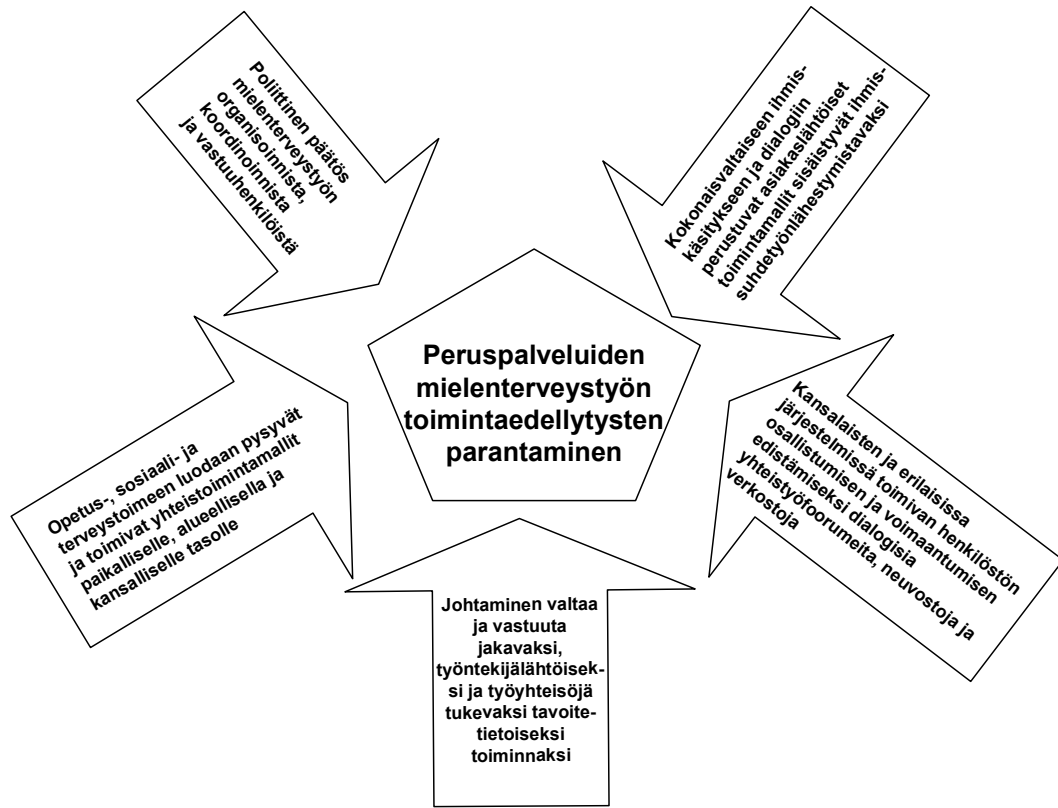 Poliittinen päätös
mielenterveystyön
organisoinnista,
koordinoinnista
ja vastuuhenkilöistä
Kokonaisvaltaiseen ihmis-
käsitykseen ja dialogiin
perustuvat asiakaslähtöiset
toimintamallit sisäistyvät ihmis-
suhdetyönlähestymistavaksi
Peruspalveluiden
mielenterveystyön
toimintaedellytysten
parantaminen
Opetus-, sosiaali- ja
terveystoimeen luodaan pysyvät
ja toimivat yhteistoimintamallit
paikalliselle, alueellisella ja
kansalliselle tasolle
Kansalaisten ja erilaisissa
järjestelmissä toimivan henkilöstön
osallistumisen ja voimaantumisen
edistämiseksi dialogisia
yhteistyöfoorumeita, neuvostoja ja
verkostoja
Johtaminen valtaa
ja vastuuta
jakavaksi,
työntekijälähtöisek-
si ja työyhteisöjä
tukevaksi tavoite-
tietoiseksi
toiminnaksi